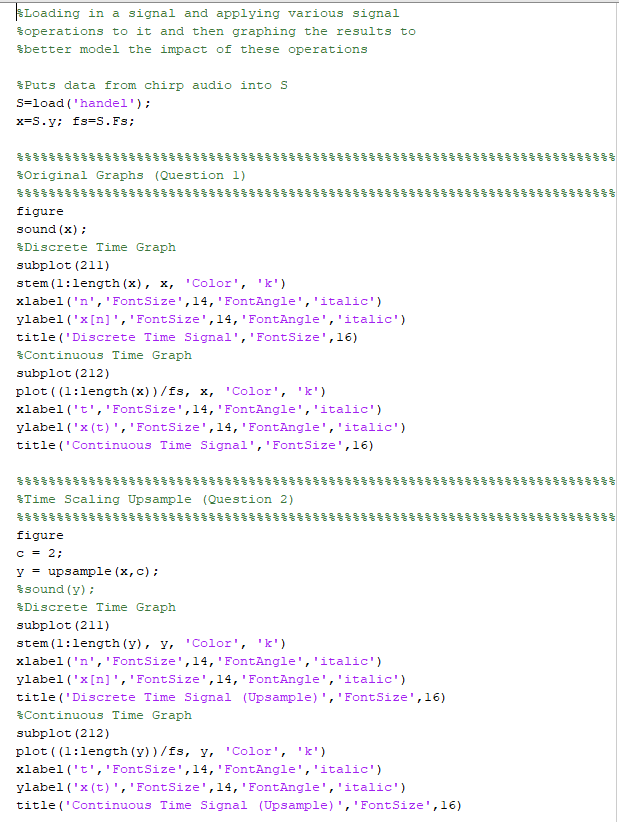 %Loading in a signal and applying various signal
%operations to it and then graphing the results to
%better model the impact of these operations
%Puts data from chirp audio into S
S=load('handel');
x=S.y; fs=S.Fs;
%%%%%%%%%%%%%%%%%%%%%%%%%%%%%%%%%%%%%%%%%%%%%%%%%%%%%%%%%%%%%%%%%%%%%%%%%%%%%
%Original Graphs (Question 1)
%%%%%%%%%%%%%%%%%%%%%%%%%%%%%%%%%%%%%%%%%%%%%%%%%%%%%%%%%%%%%%%%%%%%%%%%%%%%%
figure
sound(x);
%Discrete Time Graph
subplot(211)
stem(1:length(x), x, 'Color', 'k')
xlabel('n','FontSize',14,'FontAngle','italic')
ylabel('x[n]','FontSize',14,'FontAngle','italic')
title('Discrete Time Signal','FontSize',16)
%Continuous Time Graph
subplot(212)
plot((1:length(x))/fs, x, 'Color', 'k')
xlabel('t','FontSize',14,'FontAngle','italic')
ylabel('x(t)','FontSize',14,'FontAngle','italic')
title('Continuous Time Signal','FontSize',16)
%%%%%%%%%%%%%%%%%%%%%%%%%%%%%%%%%%%%%%%%%%%%%%%%%%%%%%%%%%%%%%%%%%%%%%%%%%%%%
%Time Scaling Upsample (Question 2)
%%%%%%%%%%%%%%%%%%%%%%%%%%%%%%%%%%%%%%%%%%%%%%%%%%%%%%%%%%%%%%%%%%%%%%%%%%%%%
figure
c = 2;
y = upsample(x,c);
%sound(y);
%Discrete Time Graph
subplot(211)
stem(1:length(y), y, 'Color', 'k')
xlabel('n','FontSize',14,'FontAngle','italic')
ylabel('x[n]','FontSize',14,'FontAngle','italic')
title('Discrete Time Signal (Upsample)','FontSize',16)
%Continuous Time Graph
subplot(212)
plot((1:length(y))/fs, y, 'Color', 'k')
xlabel('t','FontSize',14,'FontAngle','italic')
ylabel('x(t)','FontSize',14,'FontAngle','italic')
title('Continuous Time Signal (Upsample)','FontSize',16)